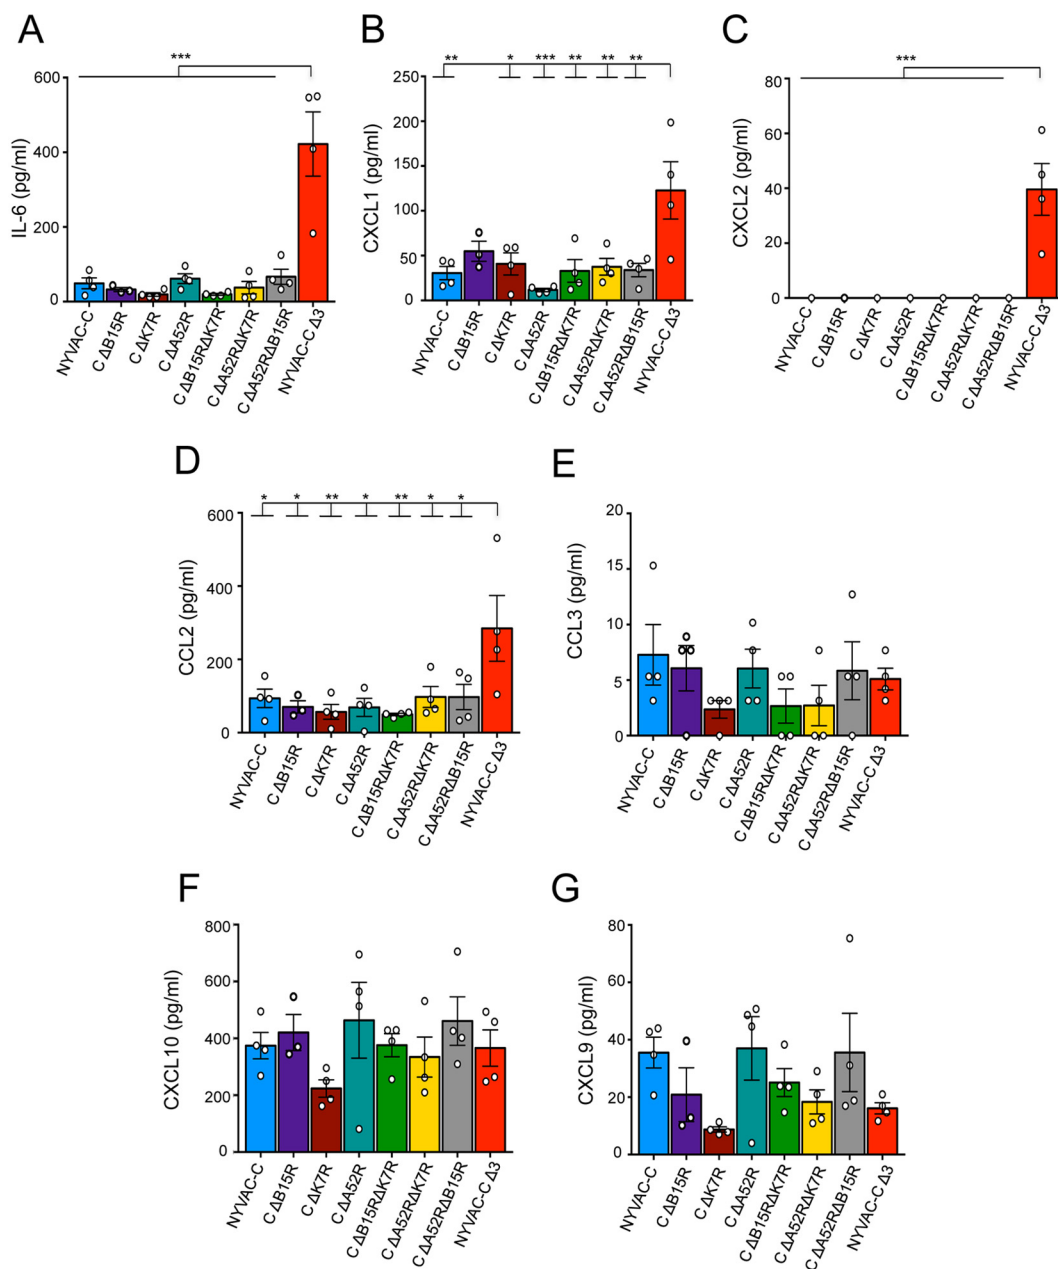 A
B
C
***
** * *** ** ** **
***
IL-6 (pg/ml)
600
400
200
0
NYVAC-C
C ΔB15R
C ΔK7R
C ΔA52R
C ΔB15RΔK7R
C ΔA52RΔK7R
C ΔA52RΔB15R
NYVAC-C Δ3
CXCL1 (pg/ml)
250
200
150
100
50
0
NYVAC-C
C ΔB15R
C ΔK7R
C ΔA52R
C ΔB15RΔK7R
C ΔA52RΔK7R
C ΔA52RΔB15R
NYVAC-C Δ3
CXCL2 (pg/ml)
80
60
40
20
0
NYVAC-C
C ΔB15R
C ΔK7R
C ΔA52R
C ΔB15RΔK7R
C ΔA52RΔK7R
C ΔA52RΔB15R
NYVAC-C Δ3
D
E
* * ** * ** * *
CCL2 (pg/ml)
600
400
200
0
NYVAC-C
C ΔB15R
C ΔK7R
C ΔA52R
C ΔB15RΔK7R
C ΔA52RΔK7R
C ΔA52RΔB15R
NYVAC-C Δ3
CCL3 (pg/ml)
20
15
10
5
0
NYVAC-C
C ΔB15R
C ΔK7R
C ΔA52R
C ΔB15RΔK7R
C ΔA52RΔK7R
C ΔA52RΔB15R
NYVAC-C Δ3
F
G
CXCL10 (pg/ml)
800
600
400
200
0
NYVAC-C
C ΔB15R
C ΔK7R
C ΔA52R
C ΔB15RΔK7R
C ΔA52RΔK7R
C ΔA52RΔB15R
NYVAC-C Δ3
CXCL9 (pg/ml)
80
60
40
20
0
NYVAC-C
C ΔB15R
C ΔK7R
C ΔA52R
C ΔB15RΔK7R
C ΔA52RΔK7R
C ΔA52RΔB15R
NYVAC-C Δ3